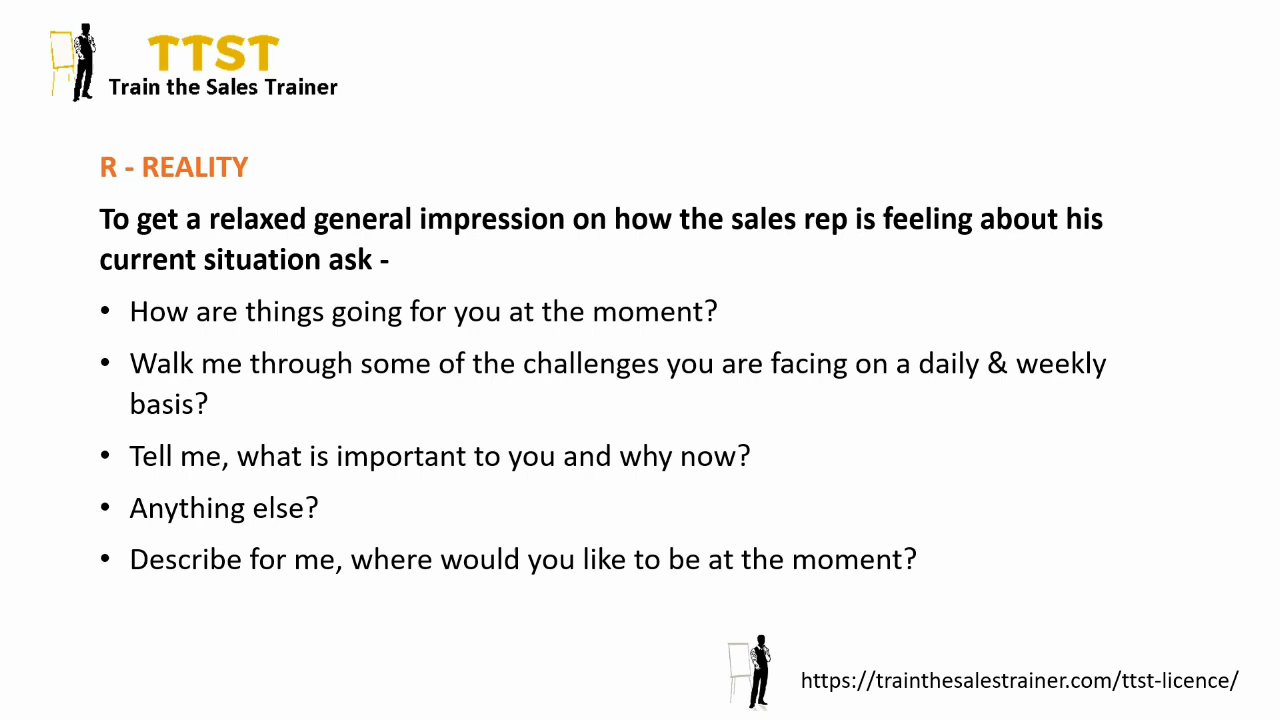 TTST
Train the Sales Trainer
R - REALITY
To get a relaxed general impression on how the sales rep is feeling about his
current situation ask -
• How are things going for you at the moment?
• Walk me through some of the challenges you are facing on a daily & weekly
basis?
• Tell me, what is important to you and why now?
• Anything else?
• Describe for me, where would you like to be at the moment?
https://trainthesalestrainer.com/ttst-licence/